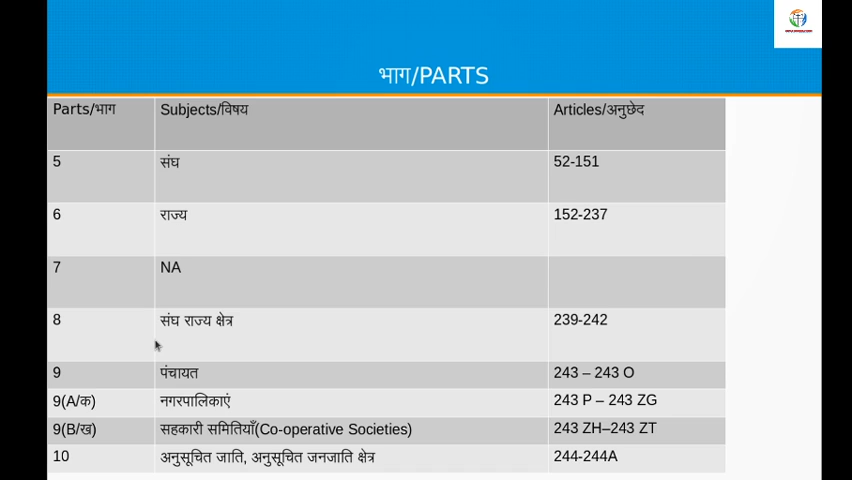 भाग/PARTS
Parts/भाग Subjects/विषय Articles/अनुछेद
5 संघ 52-151
6 राज्य 152-237
7 NA
8 संघ राज्य क्षेत्र 239-242
9 पंचायत 243 – 243 O
9(A/क) नगरपालिकाएं 243 P – 243 ZG
9(B/ख) सहकारी समितियाँ(Co-operative Societies) 243 ZH–243 ZT
10 अनुसूचित जाति, अनुसूचित जनजाति क्षेत्र 244-244A